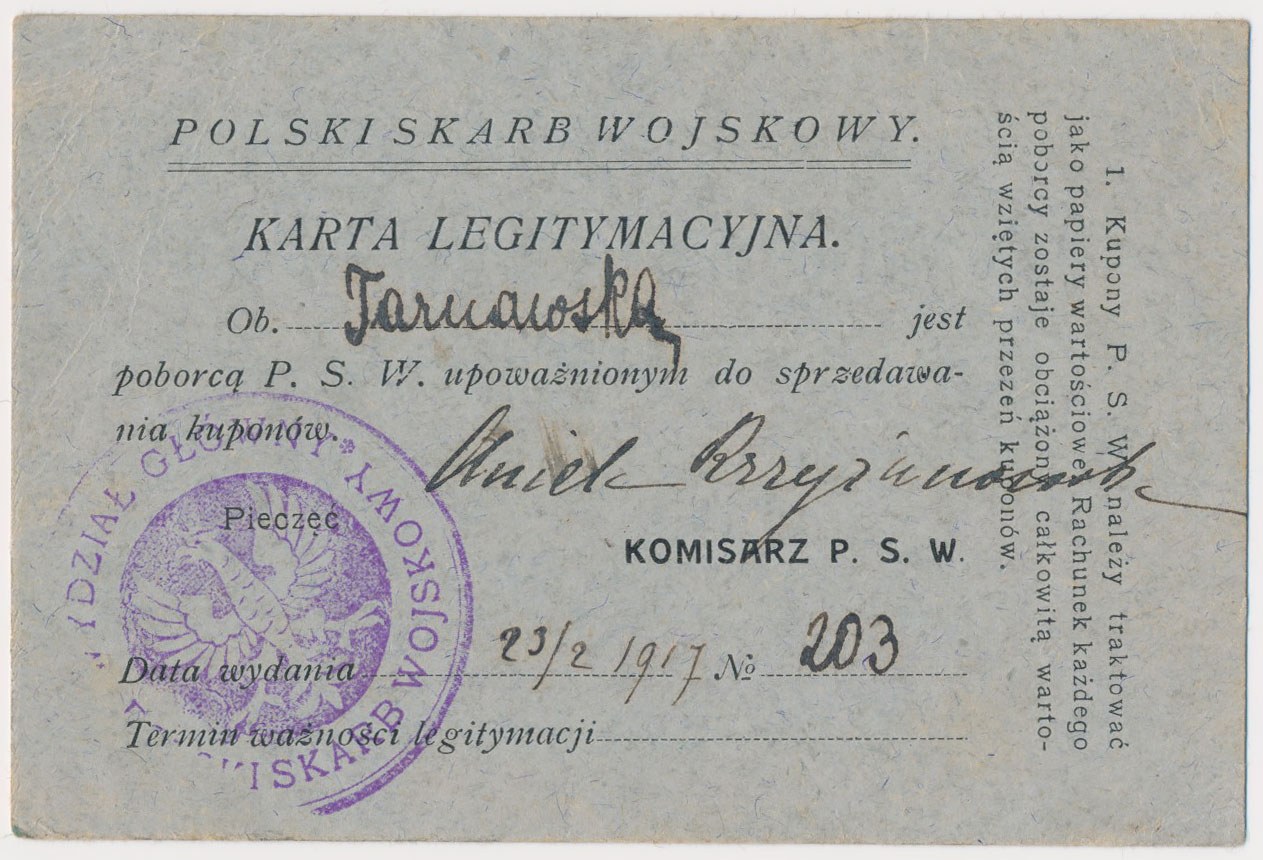 POLSKI SKARB WOJSKOWY.
KARTA LEGITYMACYJNA.
Ob. Tarnawska jest
poborcą P. S. W. upoważnionym do sprzedawa-
nia kuponów.
Pieczęć
KOMISARZ P. S. W.
Data wydania 23/2 1917 № 203
Termin ważności legitymacji
WYDZIAŁ GŁÓWNY * SKARB WOJSKOWY
1. Kupony P. S. W. należy traktować
jako papiery wartościowe. Rachunek każdego
poborcy zostaje obciążony całkowitą warto-
ścią wziętych przezeń kuponów.